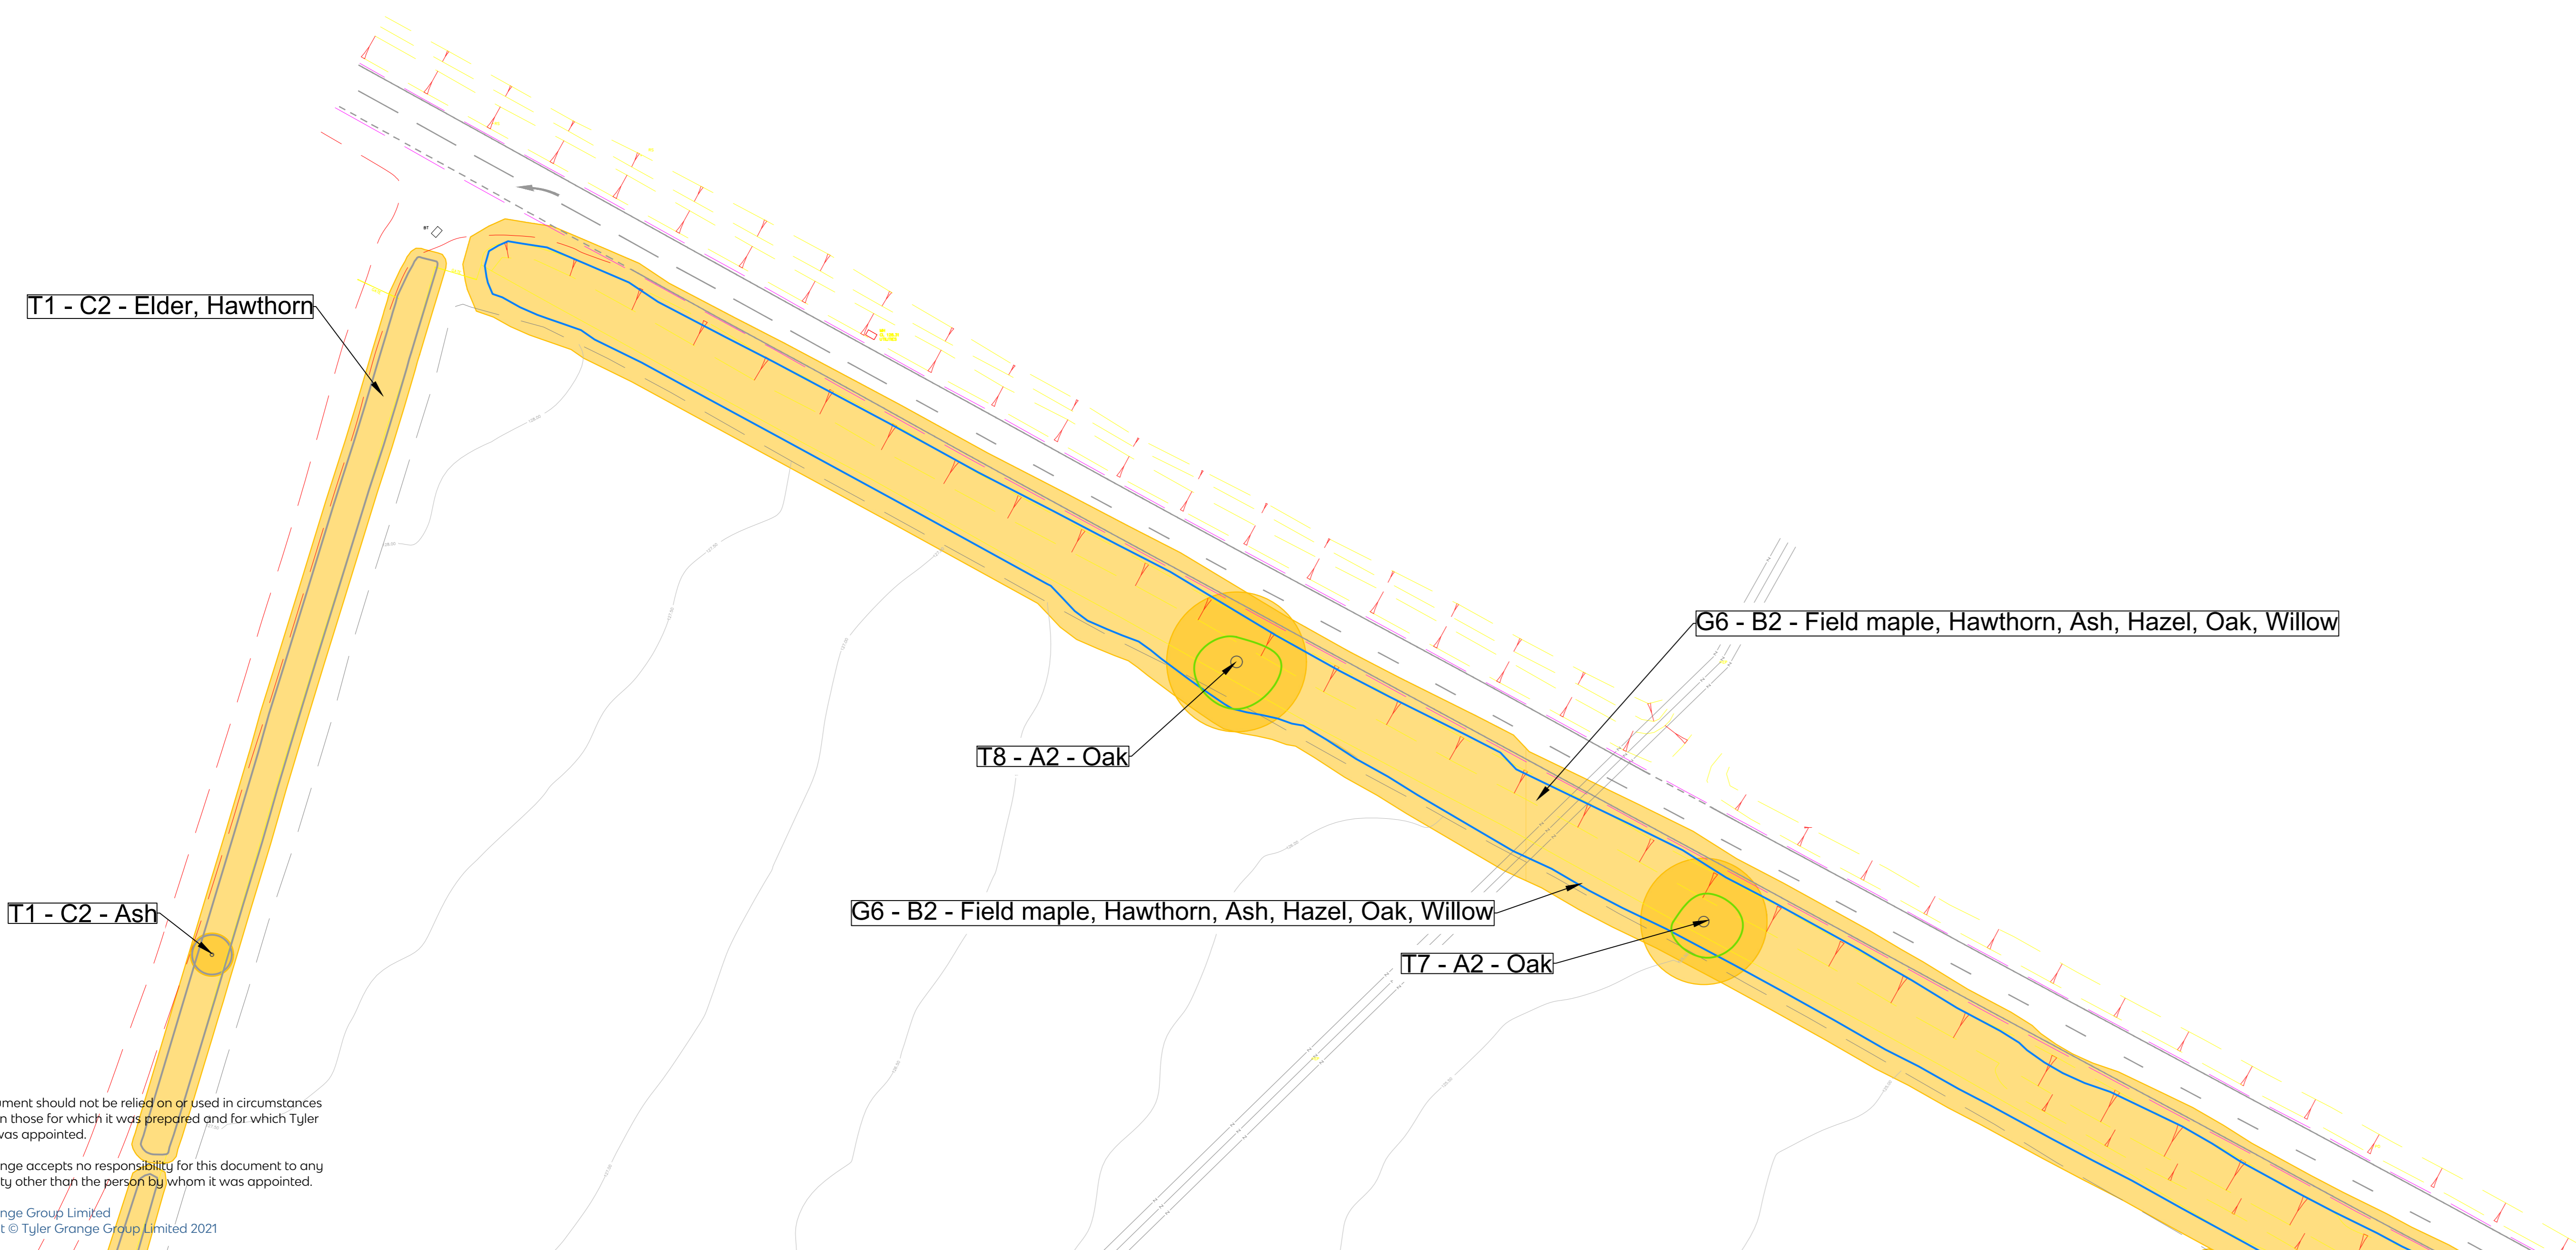 BT
T1 - C2 - Elder, Hawthorn
G6 - B2 - Field maple, Hawthorn, Ash, Hazel, Oak, Willow
T8 - A2 - Oak
G6 - B2 - Field maple, Hawthorn, Ash, Hazel, Oak, Willow
T1 - C2 - Ash
T7 - A2 - Oak
ument should not be relied on or used in circumstances
n those for which it was prepared and for which Tyler
was appointed.
nge accepts no responsibility for this document to any
ty other than the person by whom it was appointed.
nge Group Limited
t © Tyler Grange Group Limited 2021